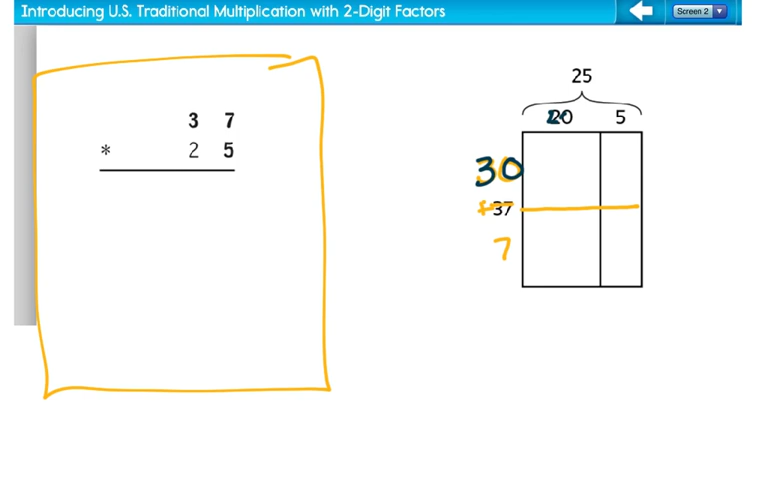 Introducing U.S. Traditional Multiplication with 2-Digit Factors
Screen 2
3 7
* 2 5
25
20 5
30
37
7